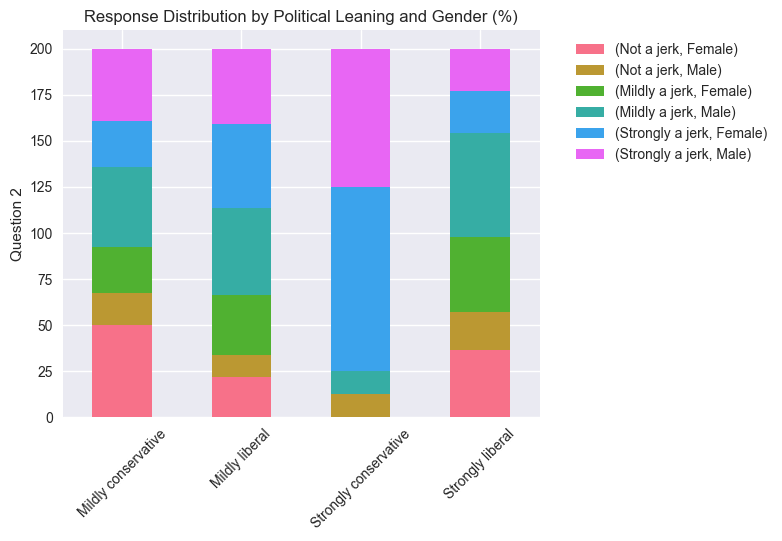 Response Distribution by Political Leaning and Gender (%)
200
175
150
125
100
75
50
25
0
Question 2
Mildly conservative
Mildly liberal
Strongly conservative
Strongly liberal
(Not a jerk, Female)
(Not a jerk, Male)
(Mildly a jerk, Female)
(Mildly a jerk, Male)
(Strongly a jerk, Female)
(Strongly a jerk, Male)